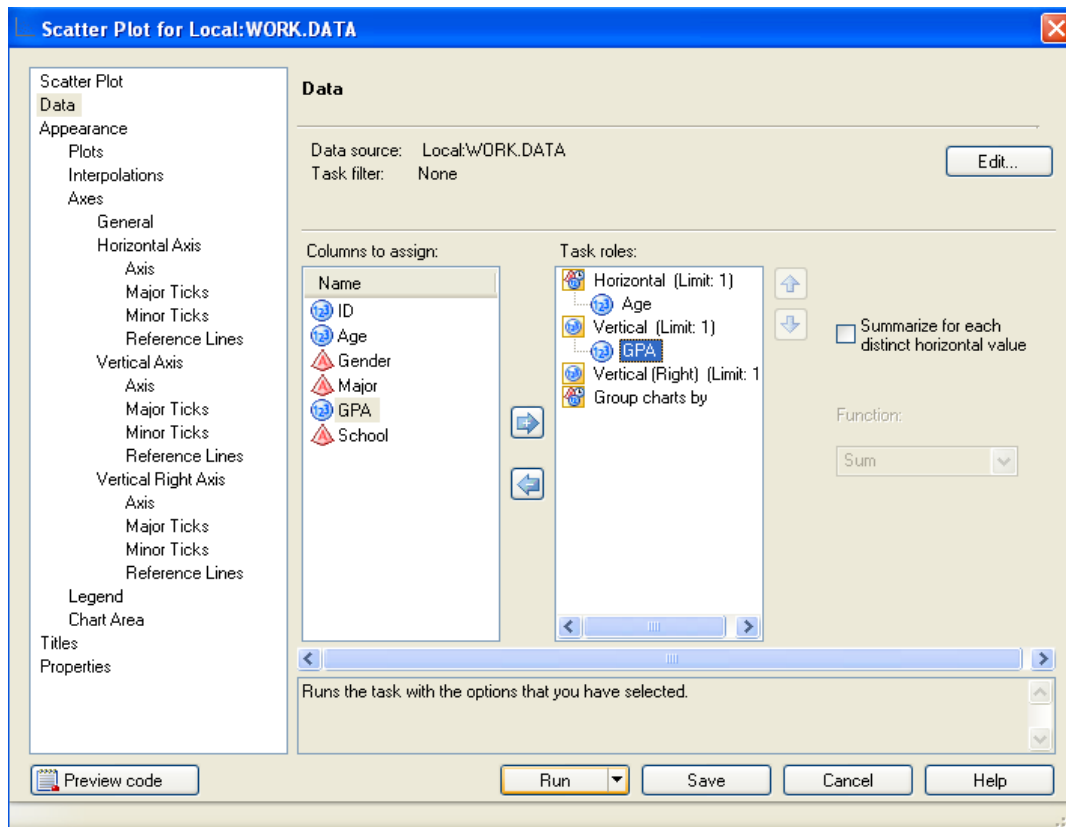 Scatter Plot for Local:WORK.DATA
Scatter Plot
Data
Appearance
Plots
Interpolations
Axes
General
Horizontal Axis
Axis
Major Ticks
Minor Ticks
Reference Lines
Vertical Axis
Axis
Major Ticks
Minor Ticks
Reference Lines
Vertical Right Axis
Axis
Major Ticks
Minor Ticks
Reference Lines
Legend
Chart Area
Titles
Properties
Data
Data source: Local:WORK.DATA
Task filter: None
Edit...
Columns to assign:
Name
ID
Age
Gender
Major
GPA
School
Task roles:
Horizontal (Limit: 1)
Age
Vertical (Limit: 1)
GPA
Vertical (Right) (Limit: 1
Group charts by
Summarize for each
distinct horizontal value
Function:
Sum
Runs the task with the options that you have selected.
Preview code
Run
Save
Cancel
Help